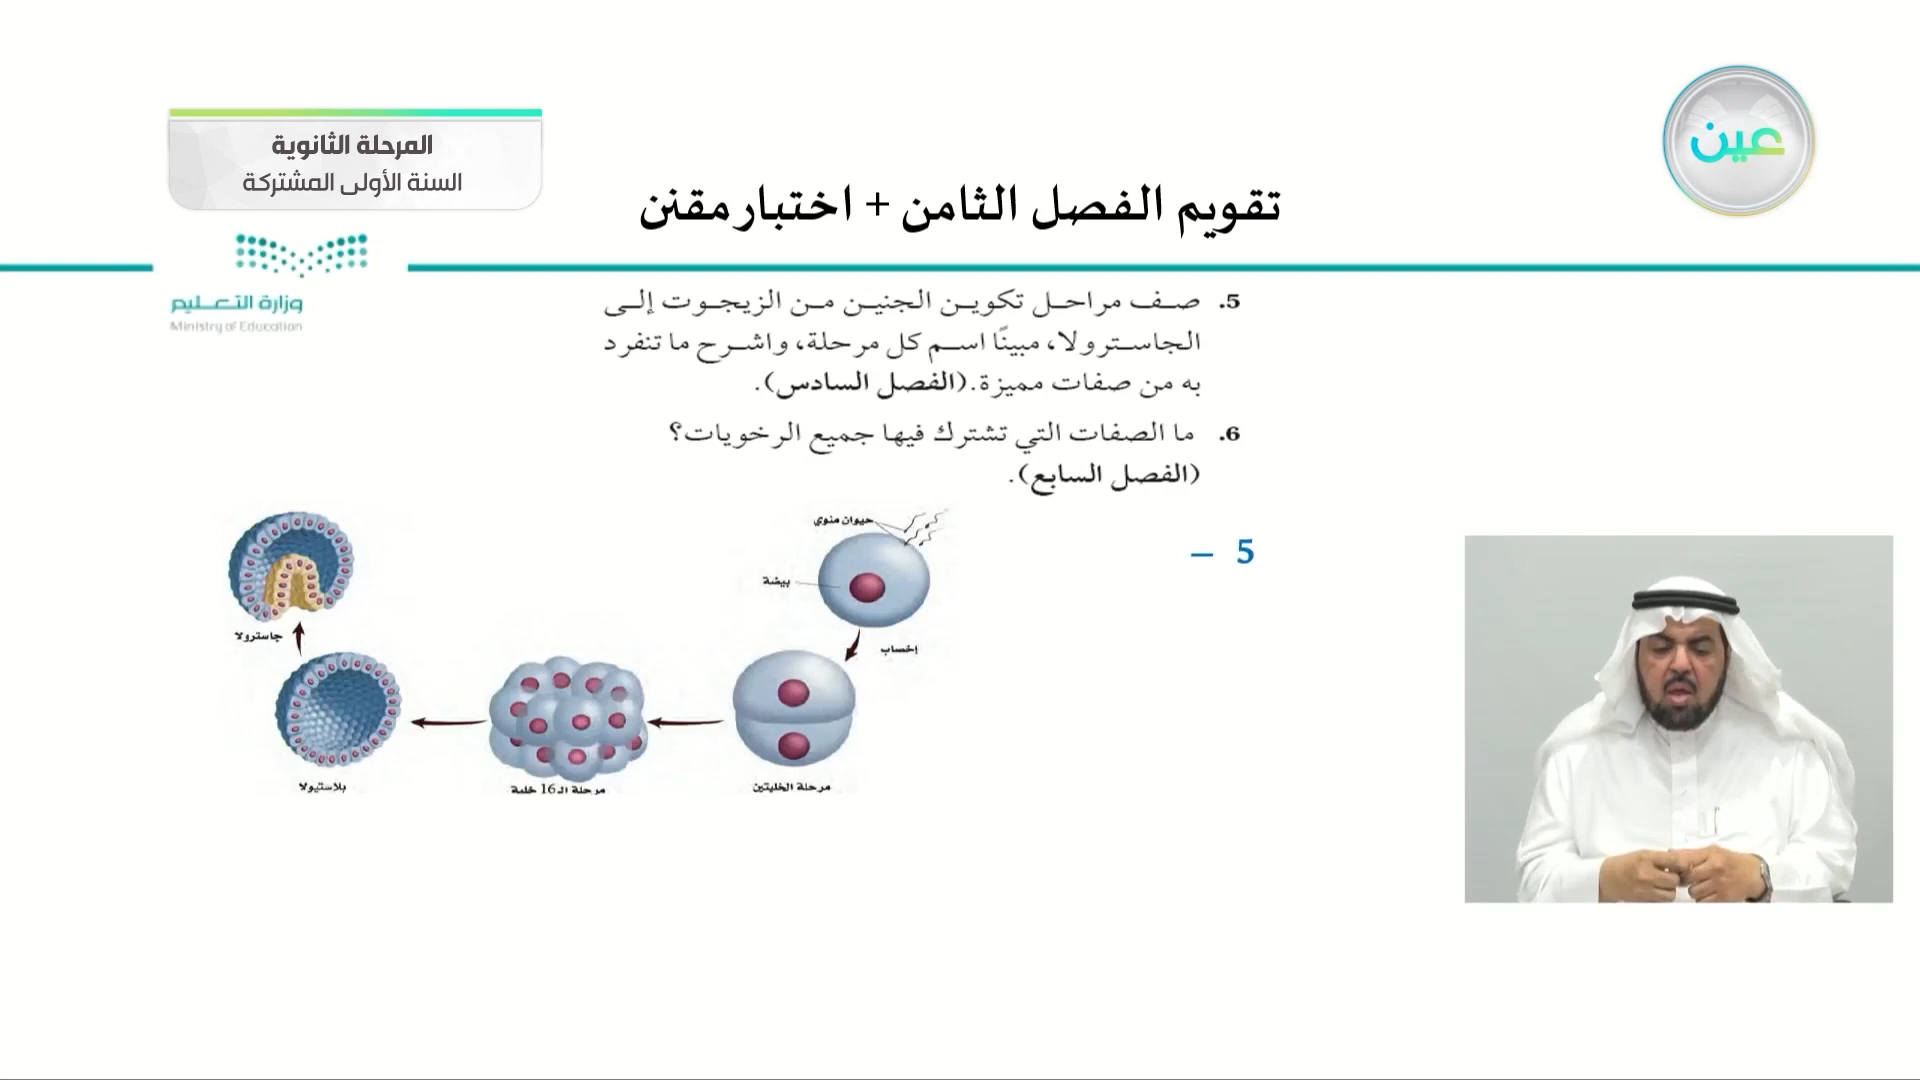 عين
المرحلة الثانوية
السنة الأولى المشتركة
تقويم الفصل الثامن + اختبار مقنن
وزارة التعليم
Ministry of Education
5. صف مراحل تكوين الجنين من الزيجوت إلى
الجاسترولا، مبينًا اسم كل مرحلة، واشرح ما تنفرد
به من صفات مميزة. (الفصل السادس).
6. ما الصفات التي تشترك فيها جميع الرخويات؟
(الفصل السابع).
5 –
حيوان منوي
بيضة
إخصاب
مرحلة الخليتين
مرحلة الـ 16 خلية
بلاستيولا
جاسترولا